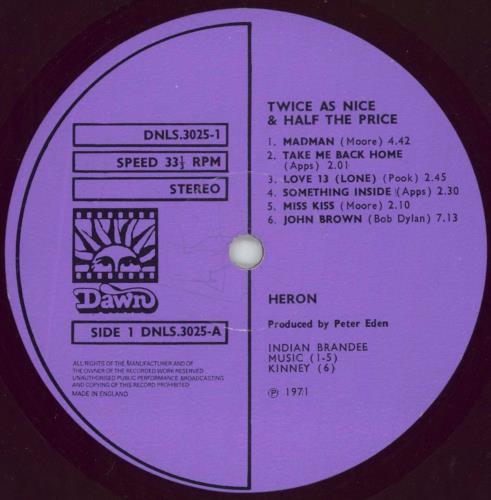 DNLS.3025-1
SPEED 33⅓ RPM
STEREO
Dawn
SIDE 1 DNLS.3025-A
ALL RIGHTS OF THE MANUFACTURER AND OF
THE OWNER OF THE RECORDED WORK RESERVED
UNAUTHORISED PUBLIC PERFORMANCE BROADCASTING
AND COPYING OF THIS RECORD PROHIBITED
MADE IN ENGLAND
TWICE AS NICE
& HALF THE PRICE
1. MADMAN (Moore) 4.42
2. TAKE ME BACK HOME
(Apps) 2.01
3. LOVE 13 (LONE) (Pook) 2.45
4. SOMETHING INSIDE (Apps) 2.30
5. MISS KISS (Moore) 2.10
6. JOHN BROWN (Bob Dylan) 7.13
HERON
Produced by Peter Eden
INDIAN BRANDEE
MUSIC (1-5)
KINNEY (6)
℗ 1971